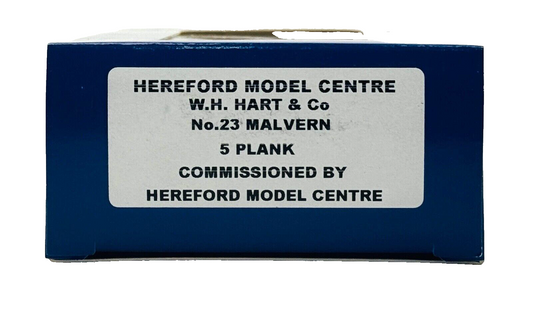 HEREFORD MODEL CENTRE
W.H. HART & Co
No.23 MALVERN
5 PLANK
COMMISSIONED BY
HEREFORD MODEL CENTRE